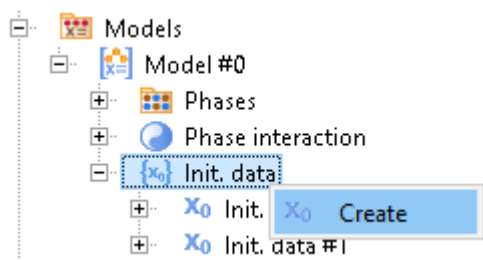 Models
Model #0
Phases
Phase interaction
Init. data
Init.
Create
Init. data #1